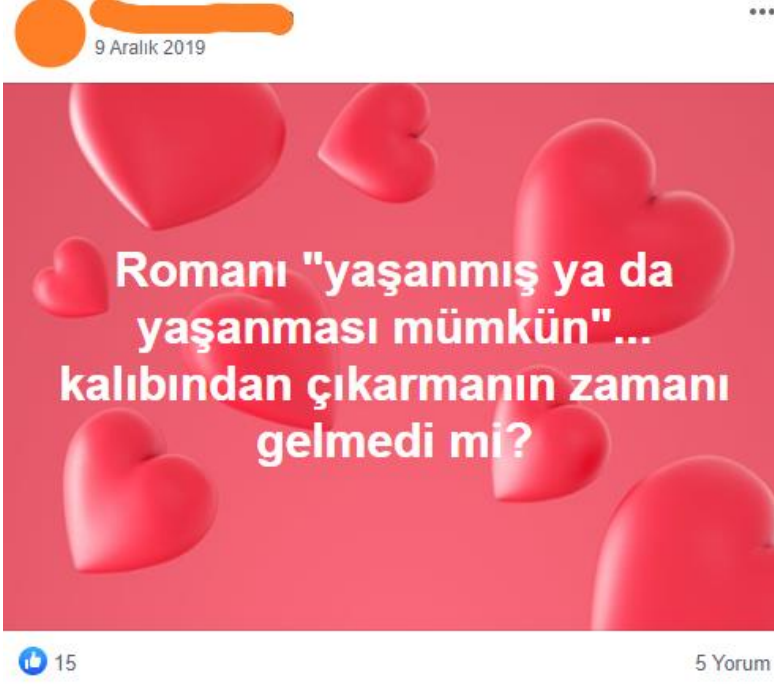 9 Aralık 2019
Romanı "yaşanmış ya da
yaşanması mümkün"...
kalıbından çıkarmanın zamanı
gelmedi mi?
15
5 Yorum